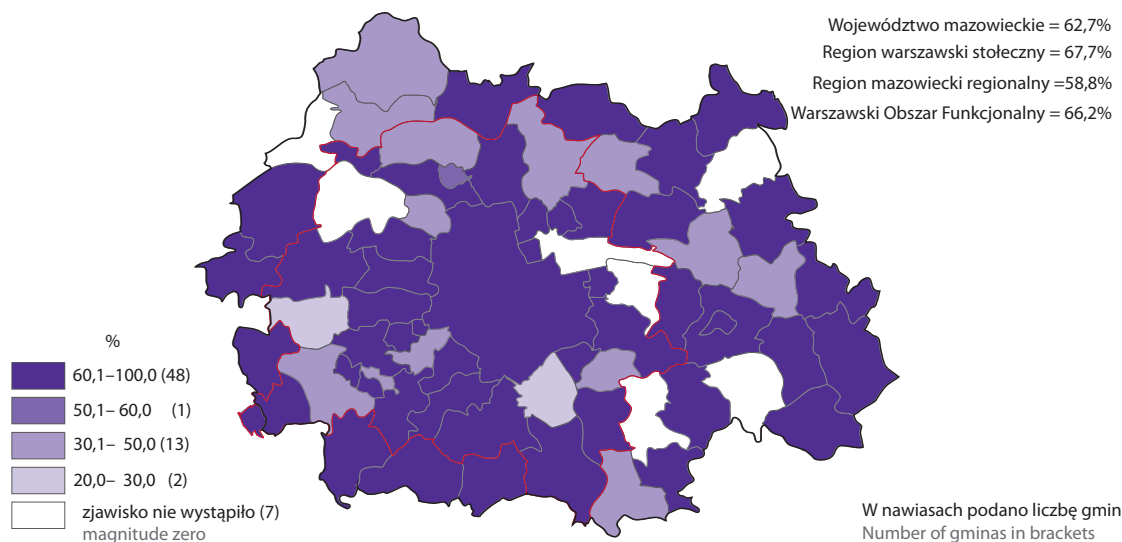 Województwo mazowieckie = 62,7%
Region warszawski stołeczny = 67,7%
Region mazowiecki regionalny =58,8%
Warszawski Obszar Funkcjonalny = 66,2%
%
60,1–100,0 (48)
50,1– 60,0 (1)
30,1– 50,0 (13)
20,0– 30,0 (2)
zjawisko nie wystąpiło (7)
magnitude zero
W nawiasach podano liczbę gmin
Number of gminas in brackets